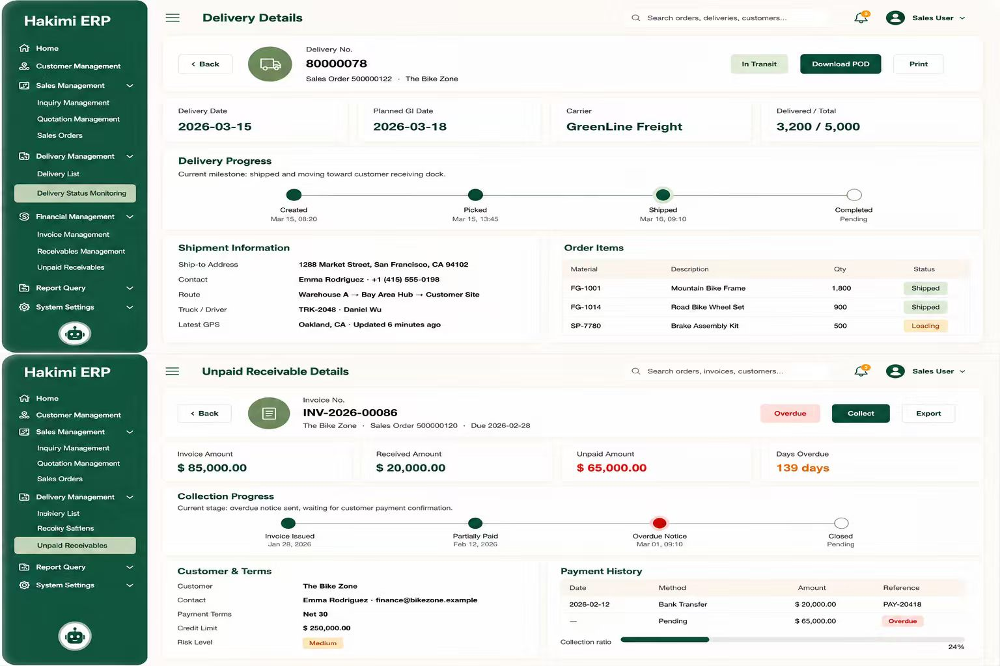 Hakimi ERP
Home
Customer Management
Sales Management
Inquiry Management
Quotation Management
Sales Orders
Delivery Management
Delivery List
Delivery Status Monitoring
Financial Management
Invoice Management
Receivables Management
Unpaid Receivables
Report Query
System Settings
Delivery Details
Search orders, deliveries, customers...
Sales User
Back
Delivery No.
80000078
Sales Order 500000122 · The Bike Zone
In Transit
Download POD
Print
Delivery Date
2026-03-15
Planned GI Date
2026-03-18
Carrier
GreenLine Freight
Delivered / Total
3,200 / 5,000
Delivery Progress
Current milestone: shipped and moving toward customer receiving dock.
Created
Mar 15, 08:20
Picked
Mar 15, 13:45
Shipped
Mar 16, 09:10
Completed
Pending
Shipment Information
Ship-to Address 1288 Market Street, San Francisco, CA 94102
Contact Emma Rodriguez · +1 (415) 555-0198
Route Warehouse A → Bay Area Hub → Customer Site
Truck / Driver TRK-2048 · Daniel Wu
Latest GPS Oakland, CA · Updated 6 minutes ago
Order Items
Material Description Qty Status
FG-1001 Mountain Bike Frame 1,800 Shipped
FG-1014 Road Bike Wheel Set 900 Shipped
SP-7780 Brake Assembly Kit 500 Loading
Hakimi ERP
Home
Customer Management
Sales Management
Inquiry Management
Quotation Management
Sales Orders
Delivery Management
List
Unpaid Receivables
Report Query
System Settings
Unpaid Receivable Details
Search orders, invoices, customers...
Sales User
Back
Invoice No.
INV-2026-00086
The Bike Zone · Sales Order 500000120 · Due 2026-02-28
Overdue
Collect
Export
Invoice Amount
$ 85,000.00
Received Amount
$ 20,000.00
Unpaid Amount
$ 65,000.00
Days Overdue
139 days
Collection Progress
Current stage: overdue notice sent, waiting for customer payment confirmation.
Invoice Issued
Jan 28, 2026
Partially Paid
Feb 12, 2026
Overdue Notice
Mar 01, 09:10
Closed
Pending
Customer & Terms
Customer The Bike Zone
Contact Emma Rodriguez · finance@bikezone.example
Payment Terms Net 30
Credit Limit $ 250,000.00
Risk Level Medium
Payment History
Date Method Amount Reference
2026-02-12 Bank Transfer $ 20,000.00 PAY-20418
— Pending $ 65,000.00 Overdue
Collection ratio
24%